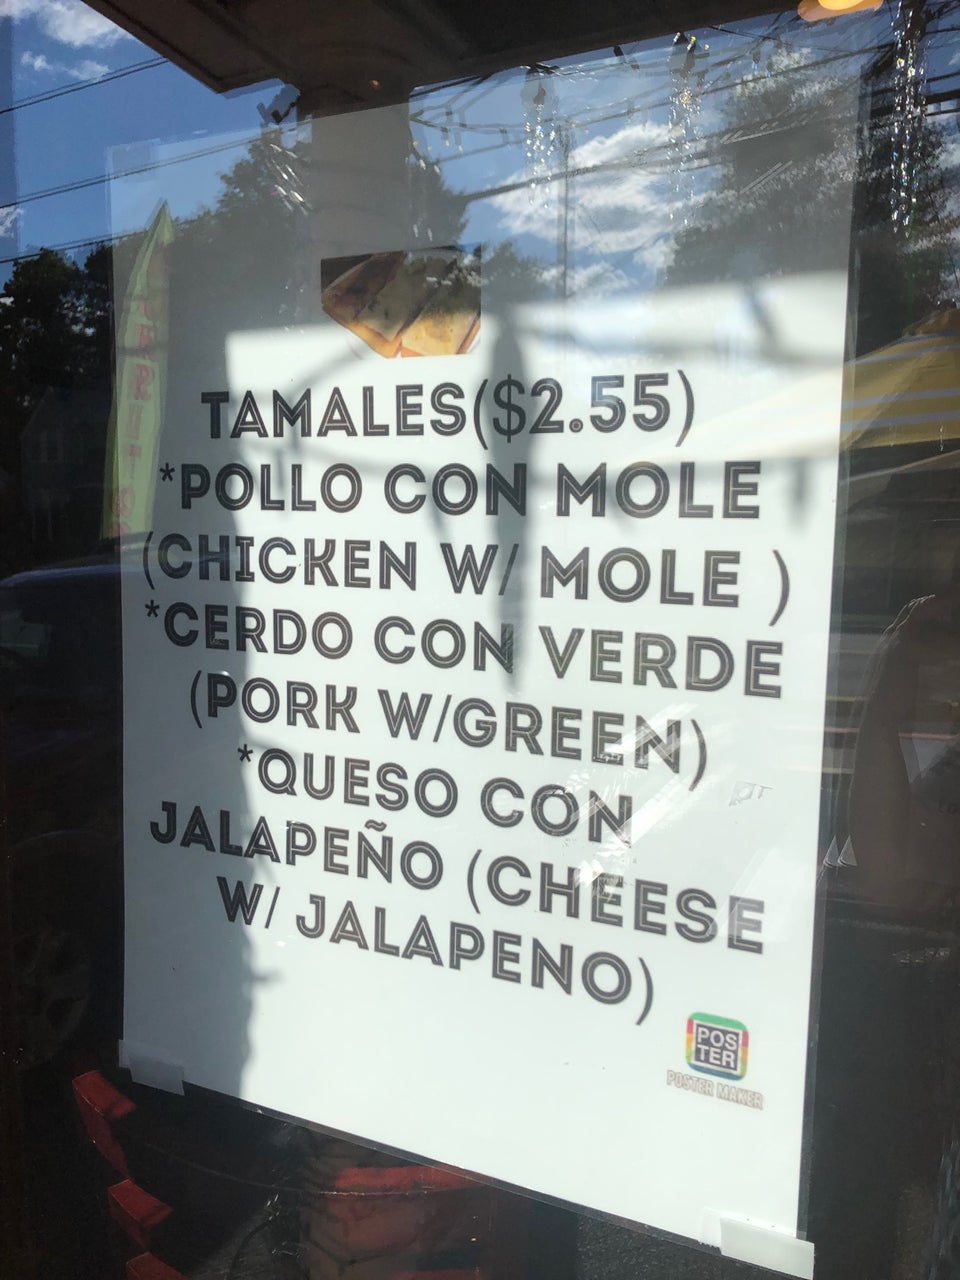 TAMALES($2.55)
*POLLO CON MOLE
(CHICKEN W/ MOLE )
*CERDO CON VERDE
(PORK W/GREEN)
*QUESO CON
JALAPEÑO (CHEESE
W/ JALAPENO)
POS
TER
POSTER MAKER